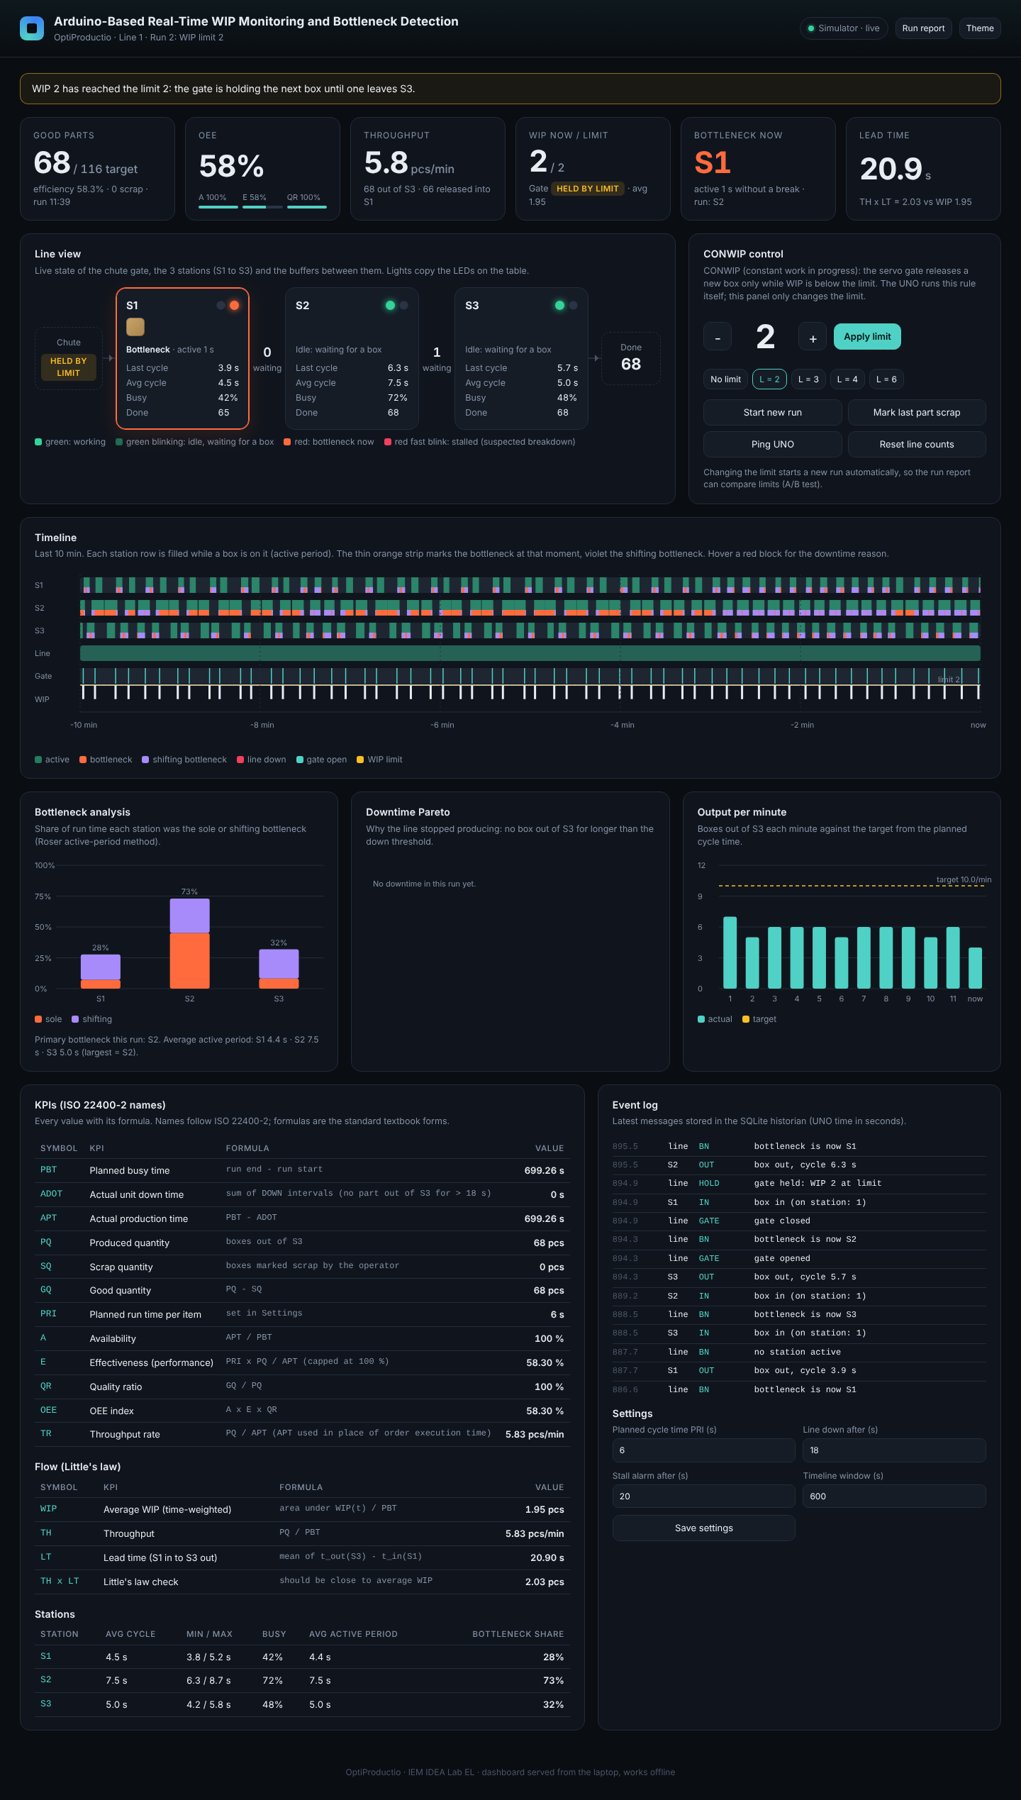 Arduino-Based Real-Time WIP Monitoring and Bottleneck Detection
OptiProductio · Line 1 · Run 2: WIP limit 2
Simulator · live
Run report
Theme
WIP 2 has reached the limit 2: the gate is holding the next box until one leaves S3.
GOOD PARTS
68 / 116 target
efficiency 58.3% · 0 scrap ·
run 11:39
OEE
58%
A 100% E 58% QR 100%
THROUGHPUT
5.8 pcs/min
68 out of S3 · 66 released into
S1
WIP NOW / LIMIT
2 / 2
Gate HELD BY LIMIT · avg
1.95
BOTTLENECK NOW
S1
active 1 s without a break ·
run: S2
LEAD TIME
20.9 s
TH x LT = 2.03 vs WIP 1.95
Line view
Live state of the chute gate, the 3 stations (S1 to S3) and the buffers between them. Lights copy the LEDs on the table.
Chute
HELD BY
LIMIT
S1
Bottleneck · active 1 s
Last cycle 3.9 s
Avg cycle 4.5 s
Busy 42%
Done 65
0
waiting
S2
Idle: waiting for a box
Last cycle 6.3 s
Avg cycle 7.5 s
Busy 72%
Done 68
1
waiting
S3
Idle: waiting for a box
Last cycle 5.7 s
Avg cycle 5.0 s
Busy 48%
Done 68
Done
68
green: working green blinking: idle, waiting for a box red: bottleneck now red fast blink: stalled (suspected breakdown)
CONWIP control
CONWIP (constant work in progress): the servo gate releases a
new box only while WIP is below the limit. The UNO runs this rule
itself; this panel only changes the limit.
- 2 + Apply limit
No limit L = 2 L = 3 L = 4 L = 6
Start new run Mark last part scrap
Ping UNO Reset line counts
Changing the limit starts a new run automatically, so the run report
can compare limits (A/B test).
Timeline
Last 10 min. Each station row is filled while a box is on it (active period). The thin orange strip marks the bottleneck at that moment, violet the shifting bottleneck. Hover a red block for the downtime reason.
S1
S2
S3
Line
Gate
limit 2
WIP
-10 min -8 min -6 min -4 min -2 min now
active bottleneck shifting bottleneck line down gate open WIP limit
Bottleneck analysis
Share of run time each station was the sole or shifting bottleneck
(Roser active-period method).
100%
75%
50%
25%
0%
28%
73%
32%
S1 S2 S3
sole shifting
Primary bottleneck this run: S2. Average active period: S1 4.4 s · S2 7.5
s · S3 5.0 s (largest = S2).
Downtime Pareto
Why the line stopped producing: no box out of S3 for longer than the
down threshold.
No downtime in this run yet.
Output per minute
Boxes out of S3 each minute against the target from the planned
cycle time.
12
target 10.0/min
9
6
3
0
1 2 3 4 5 6 7 8 9 10 11 now
actual target
KPIs (ISO 22400-2 names)
Every value with its formula. Names follow ISO 22400-2; formulas are the standard textbook forms.
SYMBOL KPI FORMULA VALUE
PBT Planned busy time run end - run start 699.26 s
ADOT Actual unit down time sum of DOWN intervals (no part out of S3 for > 18 s) 0 s
APT Actual production time PBT - ADOT 699.26 s
PQ Produced quantity boxes out of S3 68 pcs
SQ Scrap quantity boxes marked scrap by the operator 0 pcs
GQ Good quantity PQ - SQ 68 pcs
PRI Planned run time per item set in Settings 6 s
A Availability APT / PBT 100 %
E Effectiveness (performance) PRI x PQ / APT (capped at 100 %) 58.30 %
QR Quality ratio GQ / PQ 100 %
OEE OEE index A x E x QR 58.30 %
TR Throughput rate PQ / APT (APT used in place of order execution time) 5.83 pcs/min
Flow (Little's law)
SYMBOL KPI FORMULA VALUE
WIP Average WIP (time-weighted) area under WIP(t) / PBT 1.95 pcs
TH Throughput PQ / PBT 5.83 pcs/min
LT Lead time (S1 in to S3 out) mean of t_out(S3) - t_in(S1) 20.90 s
TH x LT Little's law check should be close to average WIP 2.03 pcs
Stations
STATION AVG CYCLE MIN / MAX BUSY AVG ACTIVE PERIOD BOTTLENECK SHARE
S1 4.5 s 3.8 / 5.2 s 42% 4.4 s 28%
S2 7.5 s 6.3 / 8.7 s 72% 7.5 s 73%
S3 5.0 s 4.2 / 5.8 s 48% 5.0 s 32%
Event log
Latest messages stored in the SQLite historian (UNO time in seconds).
895.5 line BN bottleneck is now S1
895.5 S2 OUT box out, cycle 6.3 s
894.9 line HOLD gate held: WIP 2 at limit
894.9 S1 IN box in (on station: 1)
894.9 line GATE gate closed
894.3 line BN bottleneck is now S2
894.3 line GATE gate opened
894.3 S3 OUT box out, cycle 5.7 s
889.2 S2 IN box in (on station: 1)
888.5 line BN bottleneck is now S3
888.5 S3 IN box in (on station: 1)
887.7 line BN no station active
887.7 S1 OUT box out, cycle 3.9 s
886.6 line BN bottleneck is now S1
Settings
Planned cycle time PRI (s) Line down after (s)
6 18
Stall alarm after (s) Timeline window (s)
20 600
Save settings
OptiProductio · IEM IDEA Lab EL · dashboard served from the laptop, works offline